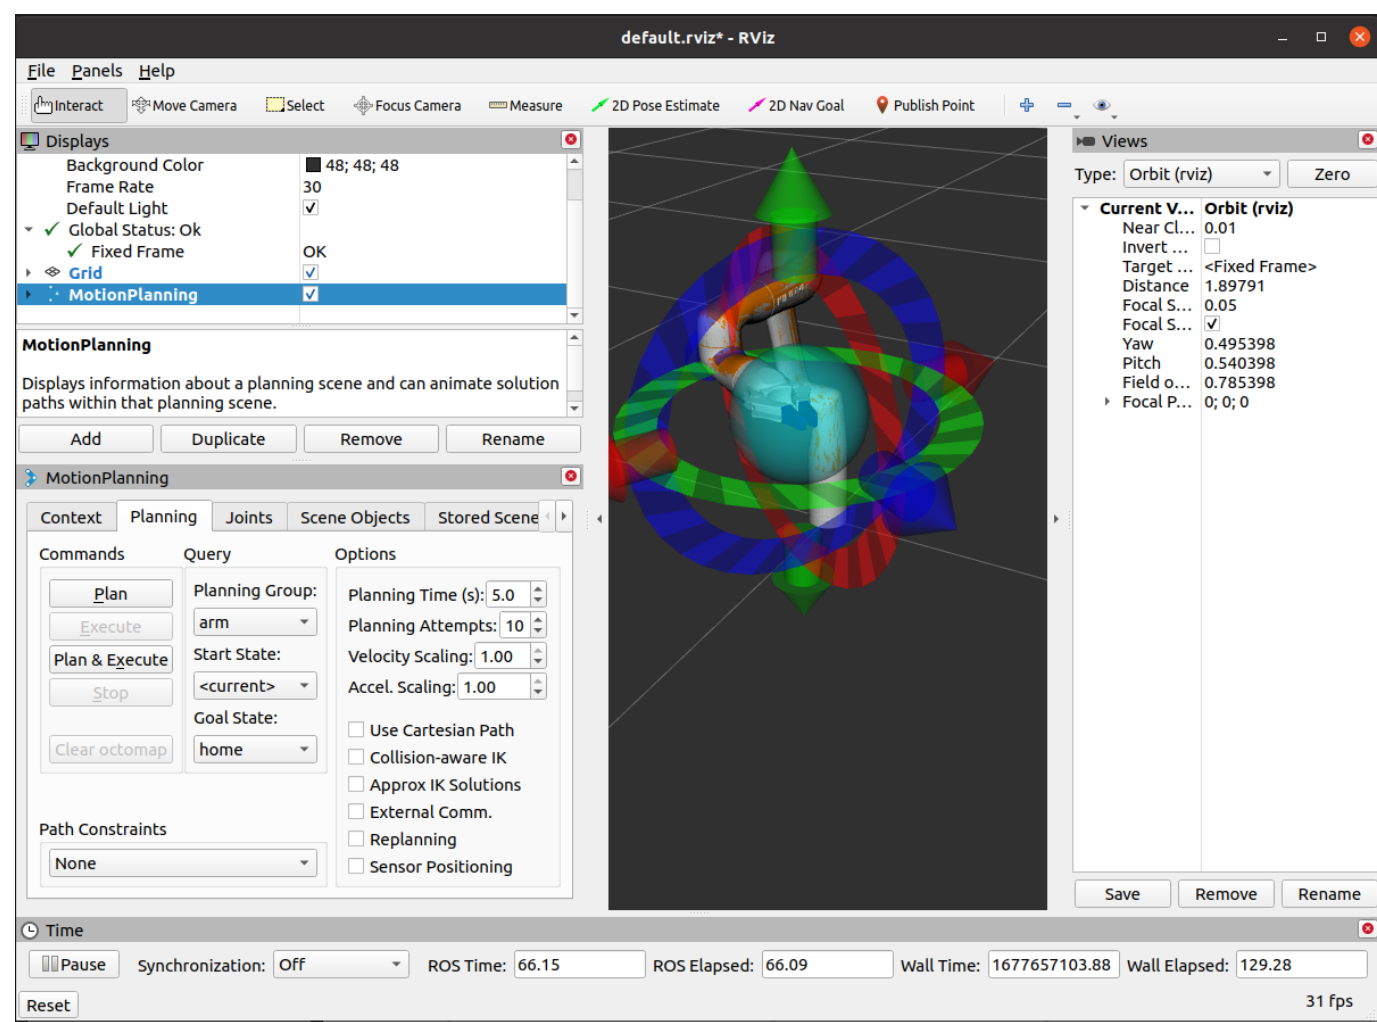 default.rviz* - RViz
File Panels Help
Interact Move Camera Select Focus Camera Measure 2D Pose Estimate 2D Nav Goal Publish Point
Displays
Background Color 48; 48; 48
Frame Rate 30
Default Light
Global Status: Ok
Fixed Frame OK
Grid
MotionPlanning
MotionPlanning
Displays information about a planning scene and can animate solution
paths within that planning scene.
Add Duplicate Remove Rename
MotionPlanning
Context Planning Joints Scene Objects Stored Scene
Commands Query Options
Plan
Execute
Plan & Execute
Stop
Clear octomap
Planning Group:
arm
Start State:
<current>
Goal State:
home
Planning Time (s): 5.0
Planning Attempts: 10
Velocity Scaling: 1.00
Accel. Scaling: 1.00
Use Cartesian Path
Collision-aware IK
Approx IK Solutions
External Comm.
Replanning
Sensor Positioning
Path Constraints
None
Views
Type: Orbit (rviz) Zero
Current V... Orbit (rviz)
Near Cl... 0.01
Invert ...
Target ... <Fixed Frame>
Distance 1.89791
Focal S... 0.05
Focal S...
Yaw 0.495398
Pitch 0.540398
Field o... 0.785398
Focal P... 0; 0; 0
Save Remove Rename
Time
Pause Synchronization: Off ROS Time: 66.15 ROS Elapsed: 66.09 Wall Time: 1677657103.88 Wall Elapsed: 129.28
Reset 31 fps